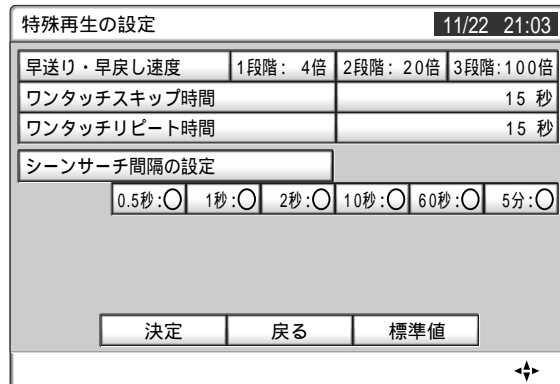 特殊再生の設定 11/22 21:03
早送り・早戻し速度 1段階: 4倍 2段階: 20倍 3段階:100倍
ワンタッチスキップ時間 15 秒
ワンタッチリピート時間 15 秒
シーンサーチ間隔の設定
0.5秒:○ 1秒:○ 2秒:○ 10秒:○ 60秒:○ 5分:○
決定 戻る 標準値